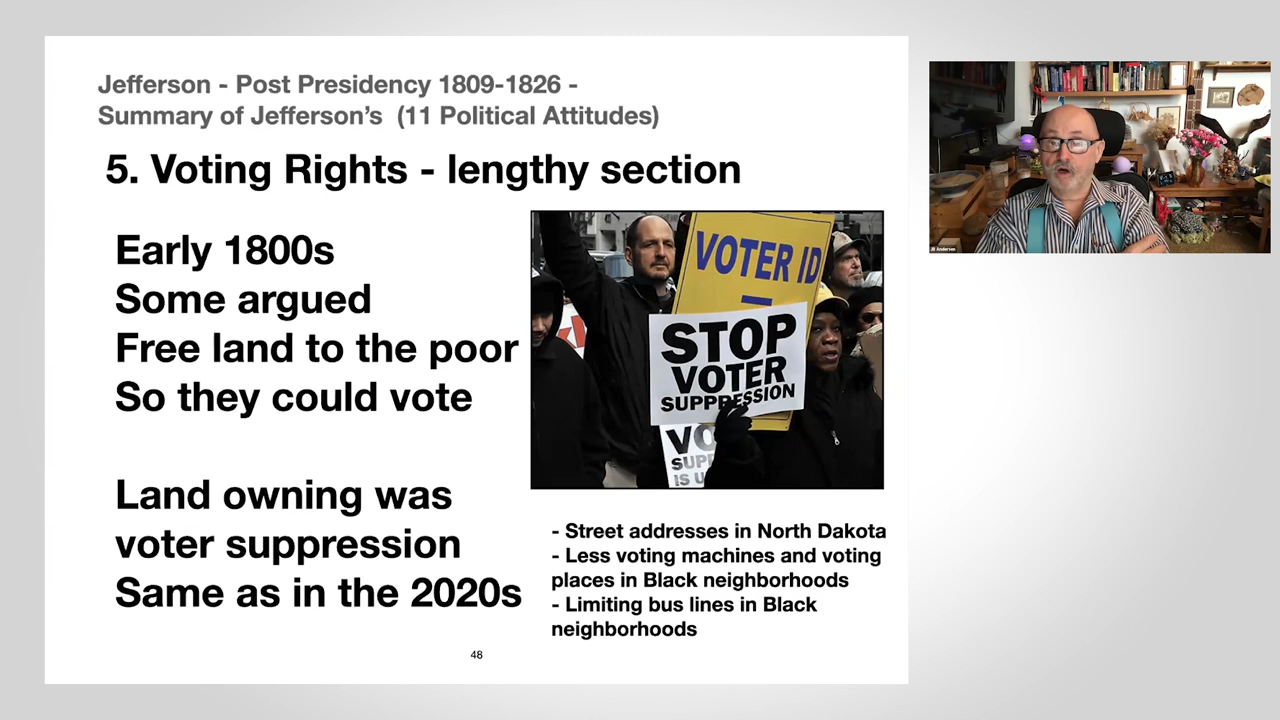 Jefferson - Post Presidency 1809-1826 -
Summary of Jefferson's (11 Political Attitudes)
5. Voting Rights - lengthy section
Early 1800s
Some argued
Free land to the poor
So they could vote
Land owning was
voter suppression
Same as in the 2020s
VOTER ID
STOP
VOTER
SUPPRESSION
VO
SUPP
IS U
- Street addresses in North Dakota
- Less voting machines and voting
places in Black neighborhoods
- Limiting bus lines in Black
neighborhoods
48